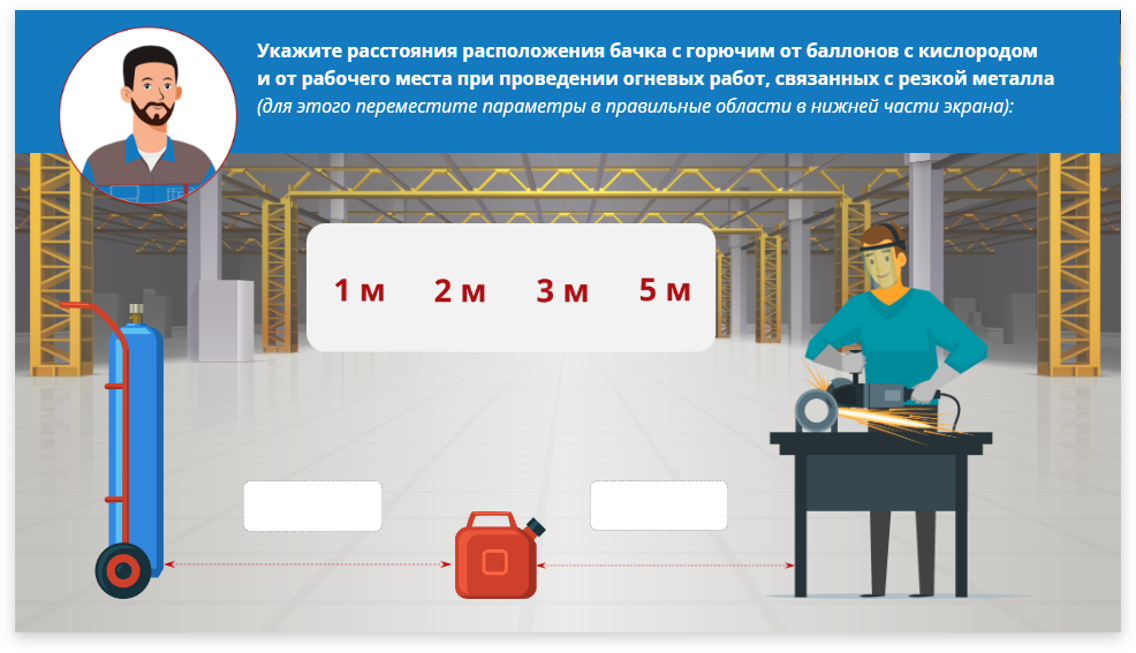 Укажите расстояния расположения бачка с горючим от баллонов с кислородом
и от рабочего места при проведении огневых работ, связанных с резкой металла
(для этого переместите параметры в правильные области в нижней части экрана):
1 м 2 м 3 м 5 м